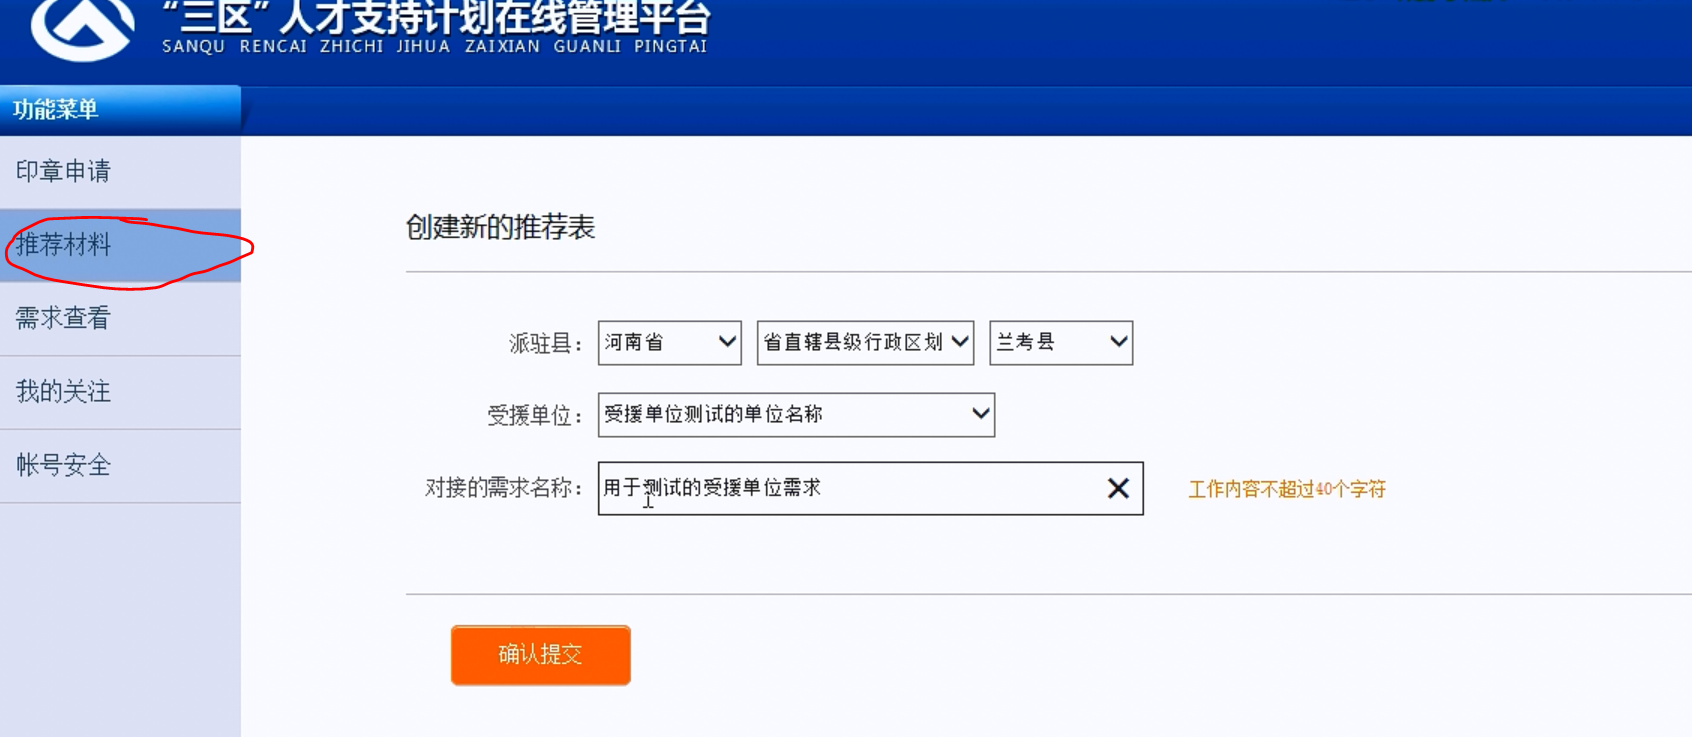 “三区”人才支持计划在线管理平台
SANQU RENCAI ZHICHI JIHUA ZAIXIAN GUANLI PINGTAI
功能菜单
印章申请
推荐材料
需求查看
我的关注
帐号安全
创建新的推荐表
派驻县： 河南省 省直辖县级行政区划 兰考县
受援单位： 受援单位测试的单位名称
对接的需求名称： 用于测试的受援单位需求 工作内容不超过40个字符
确认提交